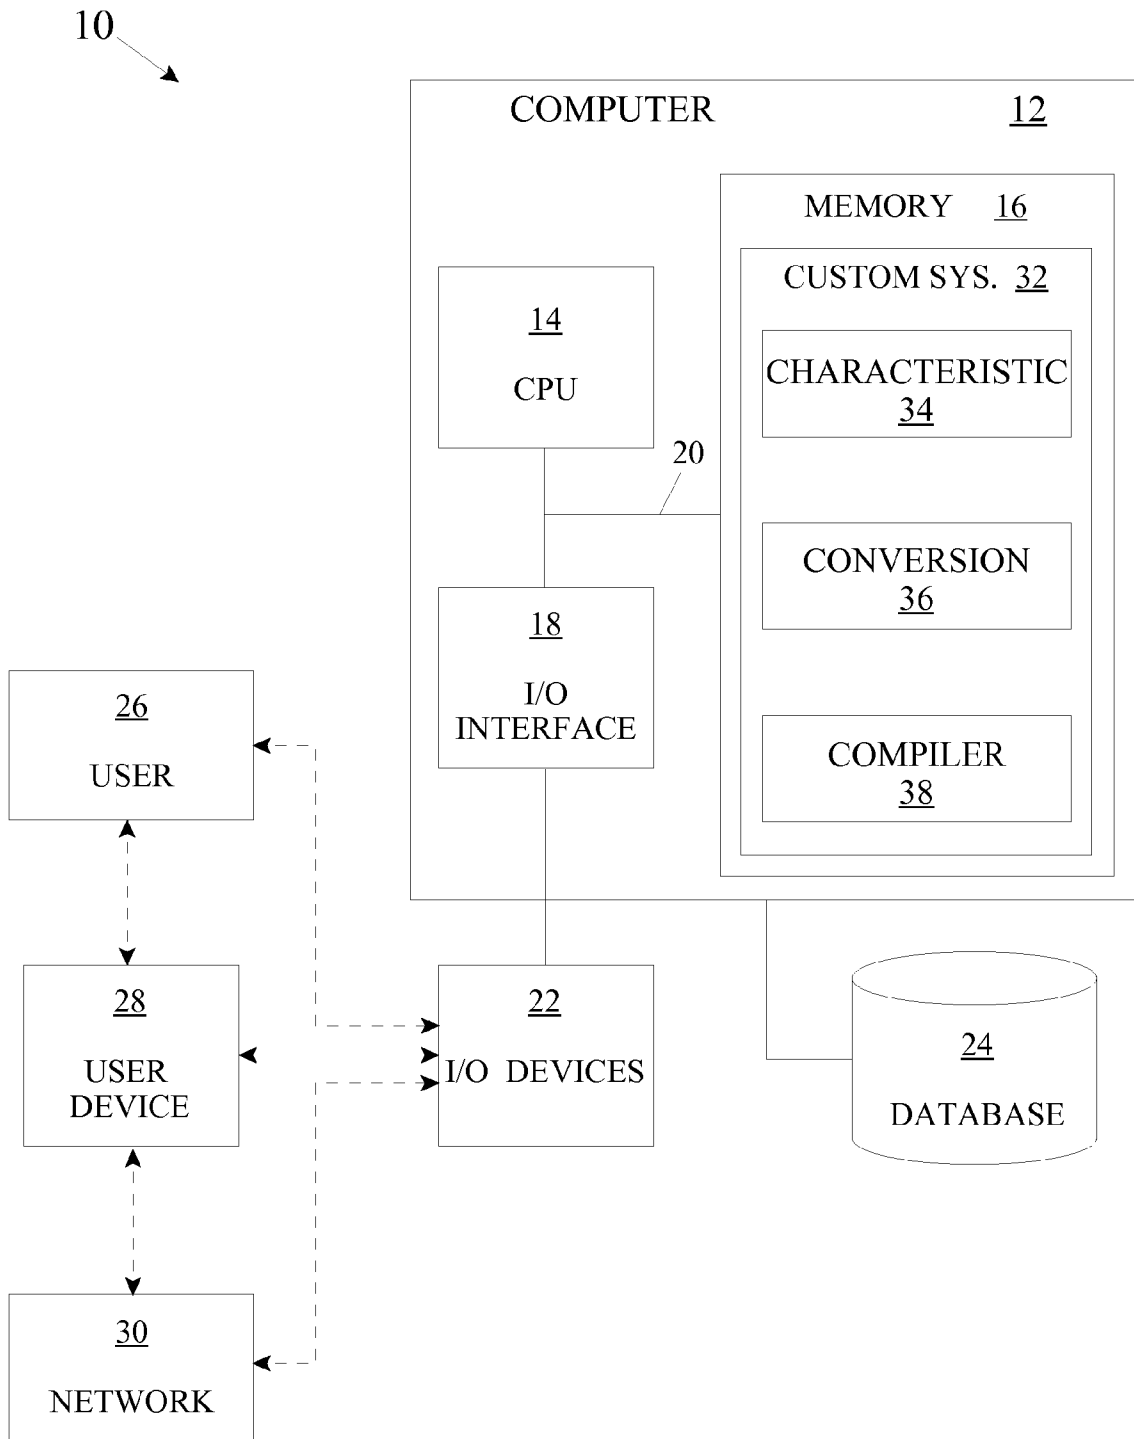 10
COMPUTER 12
MEMORY 16
CUSTOM SYS. 32
CHARACTERISTIC
34
14
CPU
20
CONVERSION
36
18
I/O
INTERFACE
COMPILER
38
26
USER
28
USER
DEVICE
22
I/O DEVICES
24
DATABASE
30
NETWORK